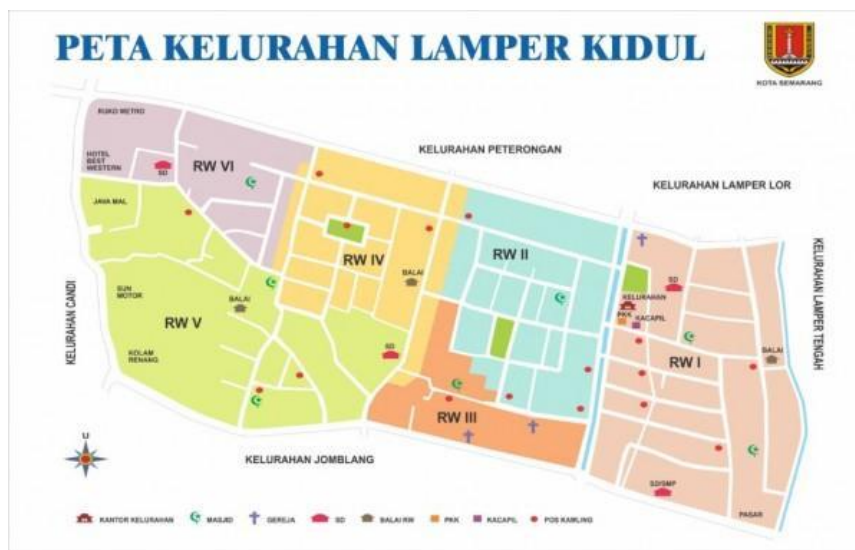 PETA KELURAHAN LAMPER KIDUL
KOTA SEMARANG
RUKO METRO
KELURAHAN PETERONGAN
HOTEL
BEST
WESTERN
SD
RW VI
KELURAHAN LAMPER LOR
JAVA MAL
KELURAHAN CANDI
SUN
MOTOR
BALAI
RW V
KOLAM
RENANG
RW IV
BALAI
SD
RW II
RW III
SD
KELURAHAN
PKK
KACAPIL
RW I
BALAI
KELURAHAN LAMPER TENGAH
SD/SMP
PASAR
U
KELURAHAN JOMBLANG
KANTOR KELURAHAN
MASJID
GEREJA
SD
BALAI RW
PKK
KACAPIL
POS KAMLING